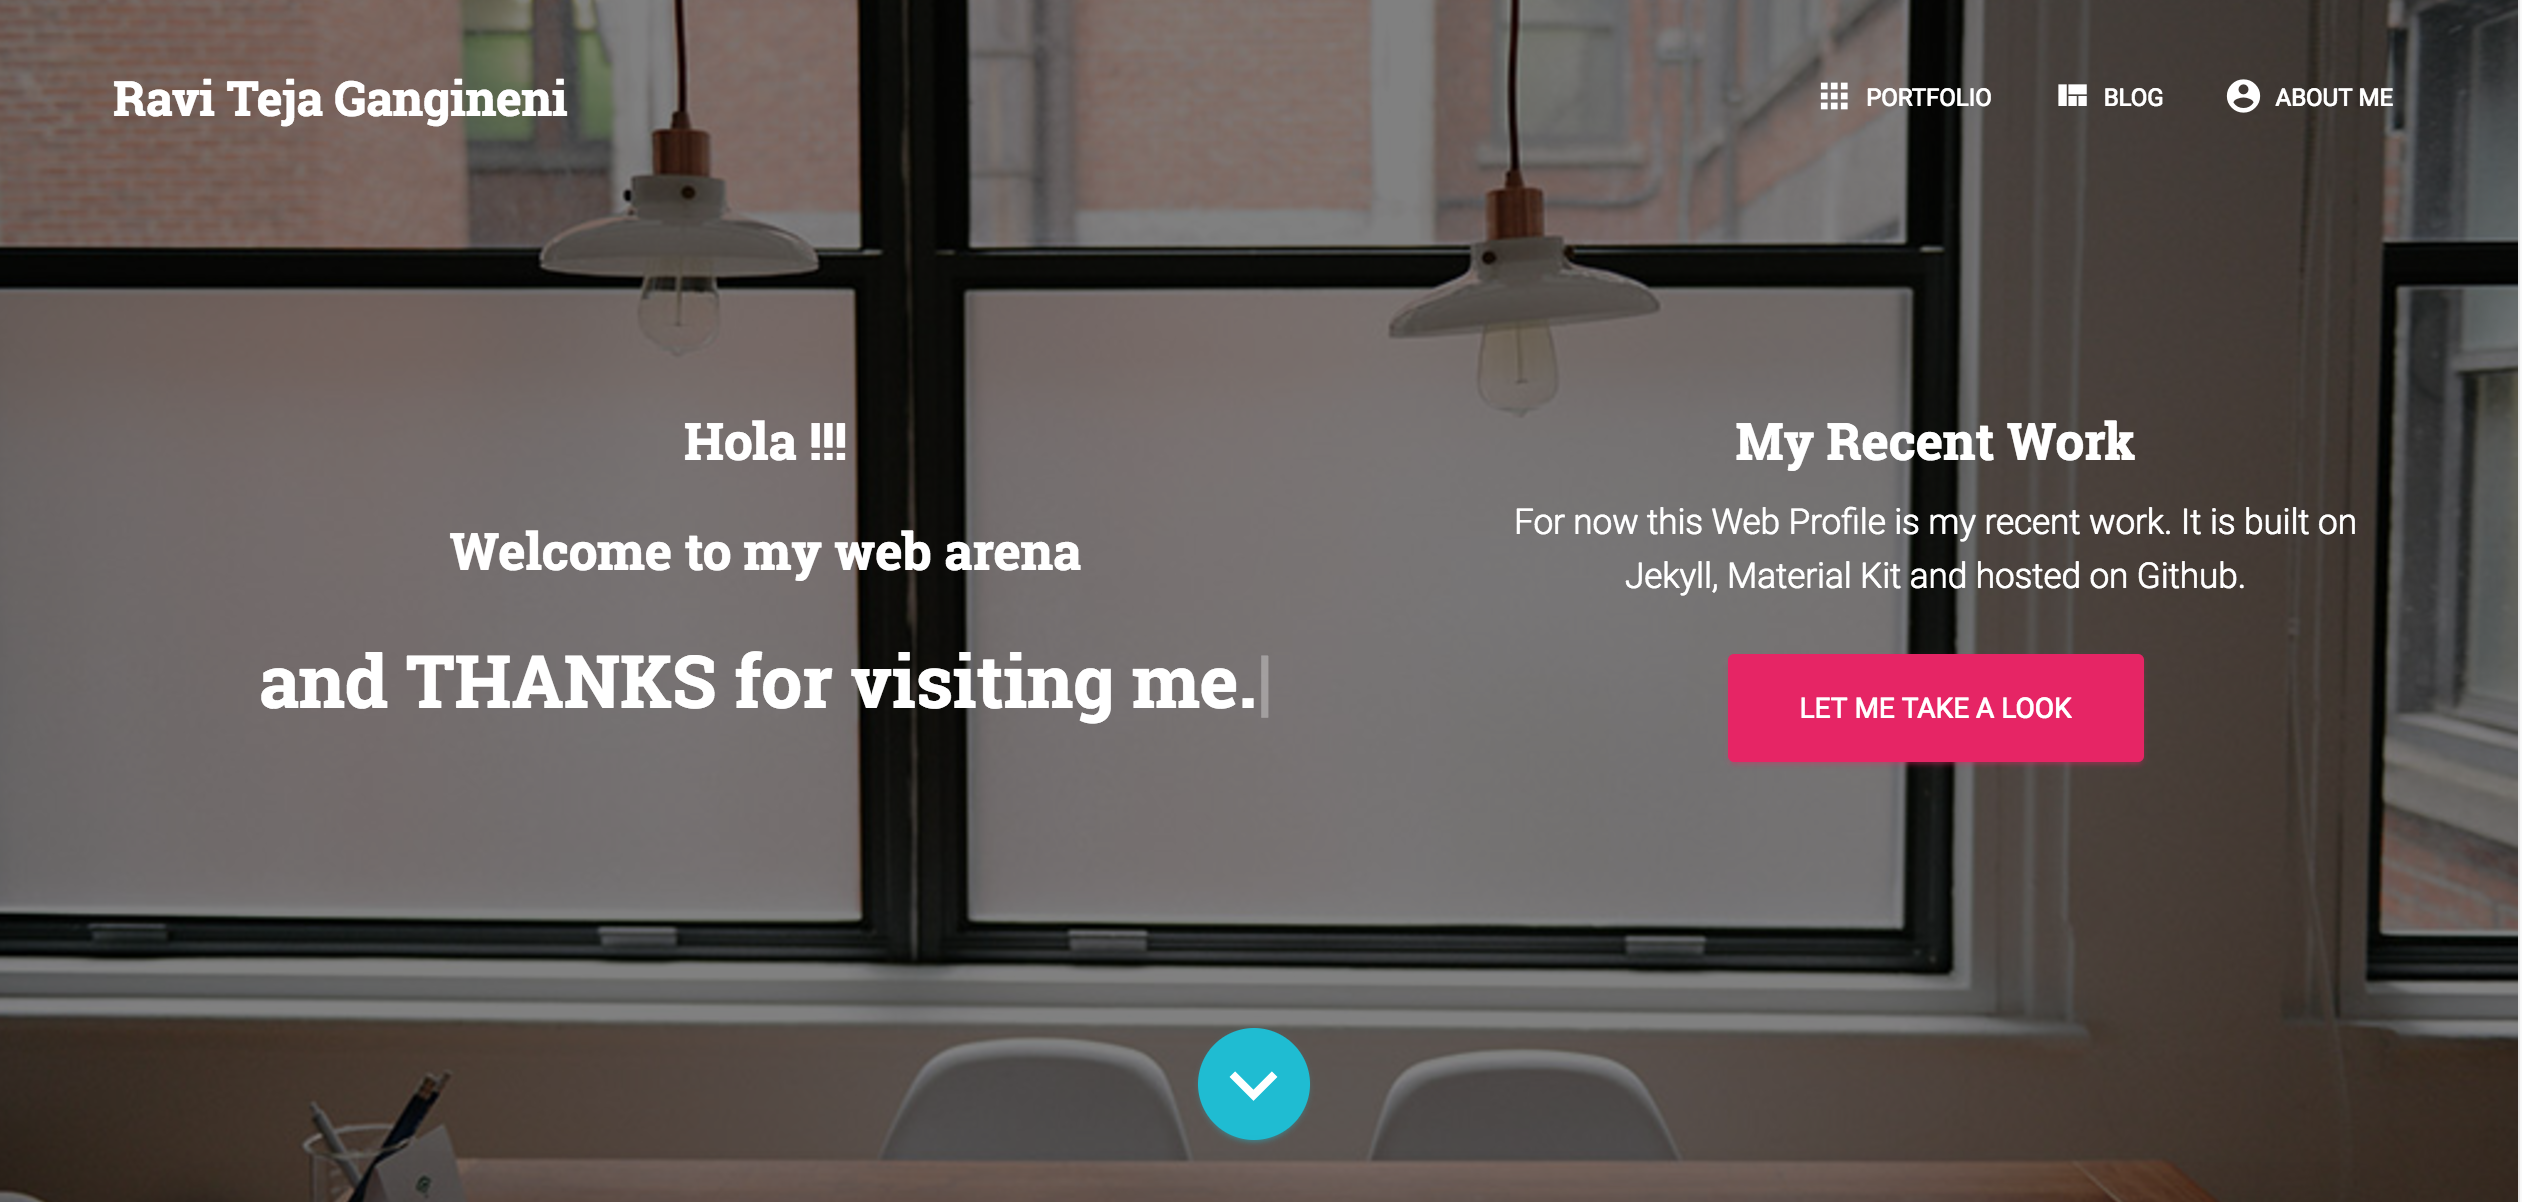 Ravi Teja Gangineni
PORTFOLIO
BLOG
ABOUT ME
Hola !!!
Welcome to my web arena
and THANKS for visiting me.
My Recent Work
For now this Web Profile is my recent work. It is built on
Jekyll, Material Kit and hosted on Github.
LET ME TAKE A LOOK